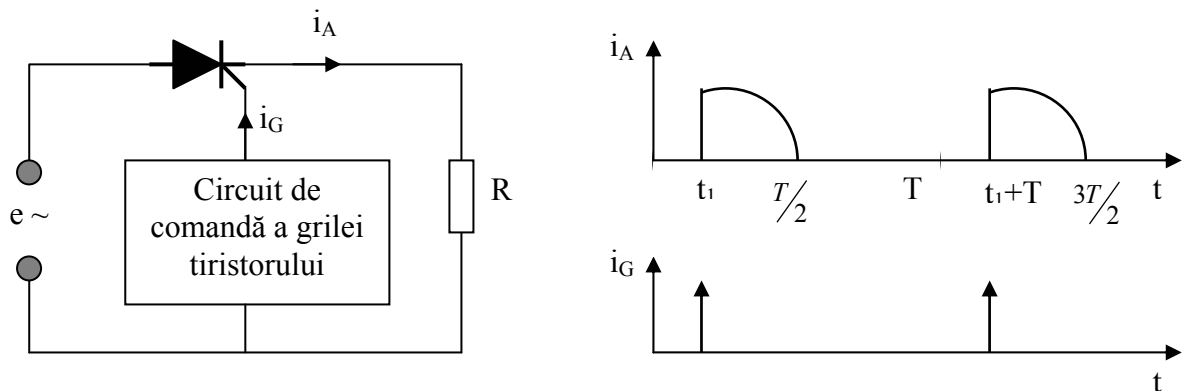 i_A
i_G
e ~
Circuit de
comandă a grilei
tiristorului
R
i_A
t₁
T/2
T
t₁+T
3T/2
t
i_G
t